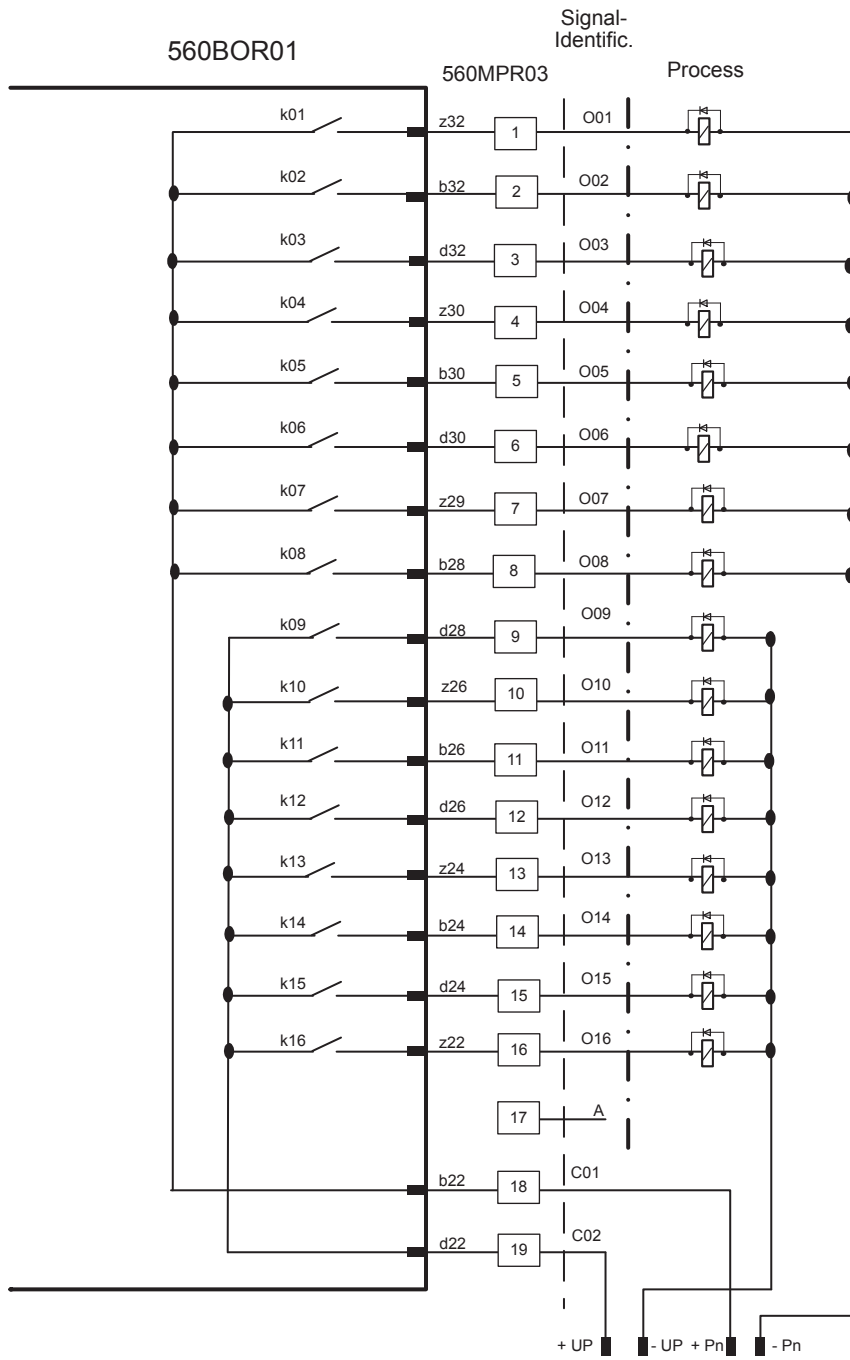 Signal-
Identific.
560BOR01
560MPR03
Process
k01 z32 1 O01
k02 b32 2 O02
k03 d32 3 O03
k04 z30 4 O04
k05 b30 5 O05
k06 d30 6 O06
k07 z29 7 O07
k08 b28 8 O08
k09 d28 9 O09
k10 z26 10 O10
k11 b26 11 O11
k12 d26 12 O12
k13 z24 13 O13
k14 b24 14 O14
k15 d24 15 O15
k16 z22 16 O16
17 A
b22 18 C01
d22 19 C02
+ UP - UP + Pn - Pn